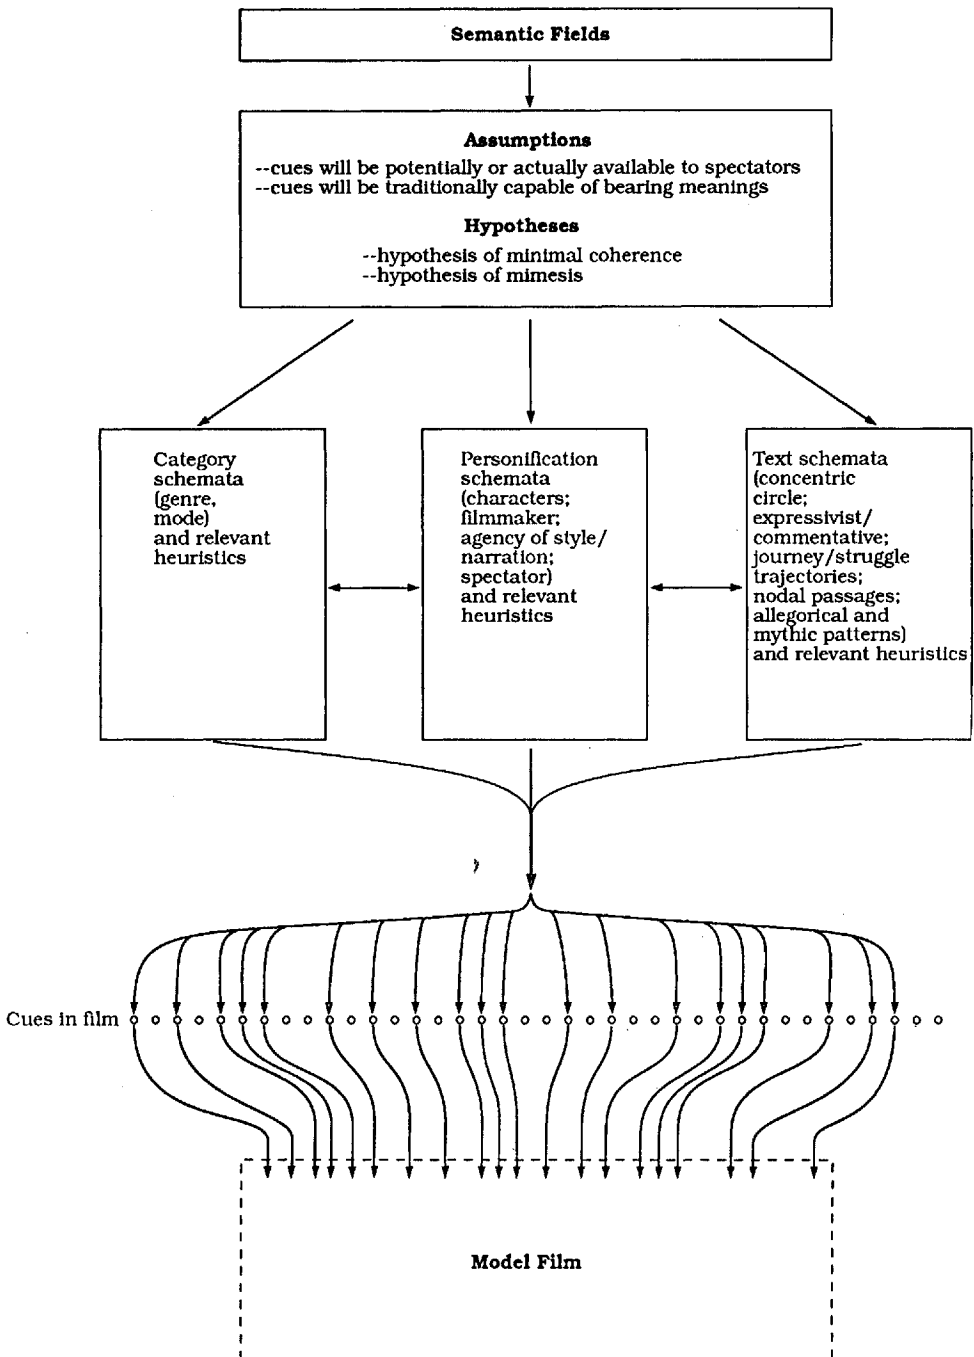 Semantic Fields
Assumptions
--cues will be potentially or actually available to spectators
--cues will be traditionally capable of bearing meanings
Hypotheses
--hypothesis of minimal coherence
--hypothesis of mimesis
Category
schemata
(genre,
mode)
and relevant
heuristics
Personification
schemata
(characters;
filmmaker;
agency of style/
narration;
spectator)
and relevant
heuristics
Text schemata
(concentric
circle;
expressivist/
commentative;
journey/struggle
trajectories;
nodal passages;
allegorical and
mythic patterns)
and relevant heuristics
Cues in film
Model Film